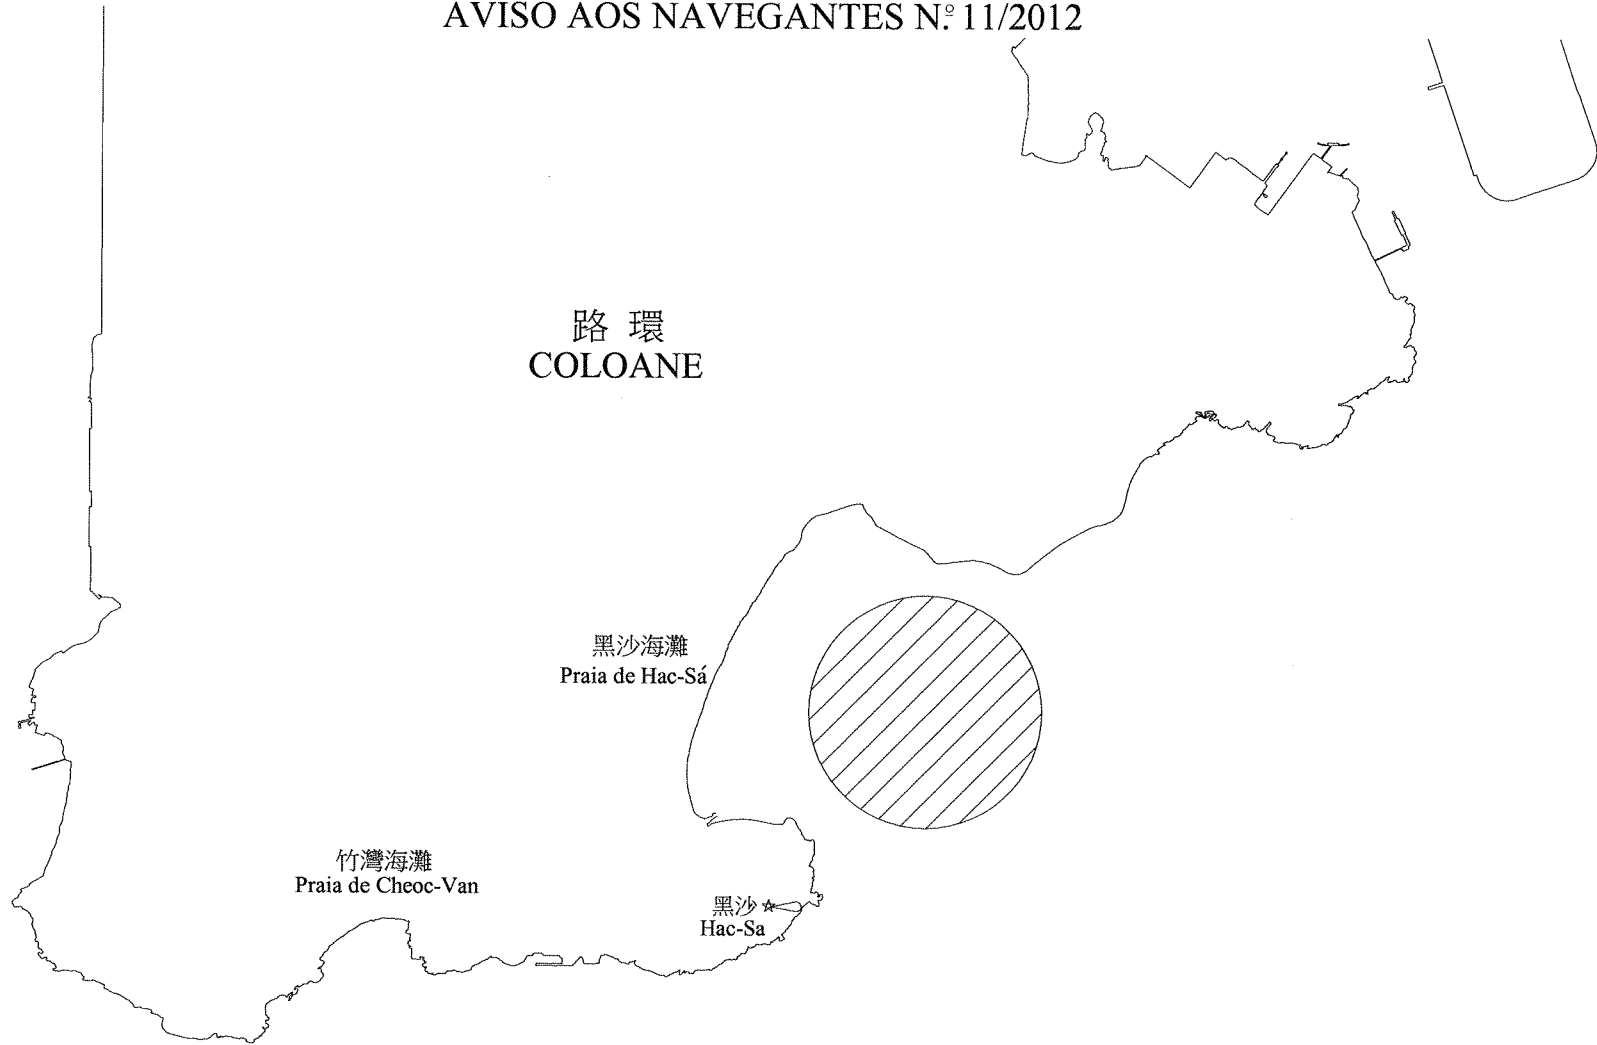 AVISO AOS NAVEGANTES N.º 11/2012
路 環
COLOANE
黑沙海灘
Praia de Hac-Sá
竹灣海灘
Praia de Cheoc-Van
黑沙
Hac-Sa